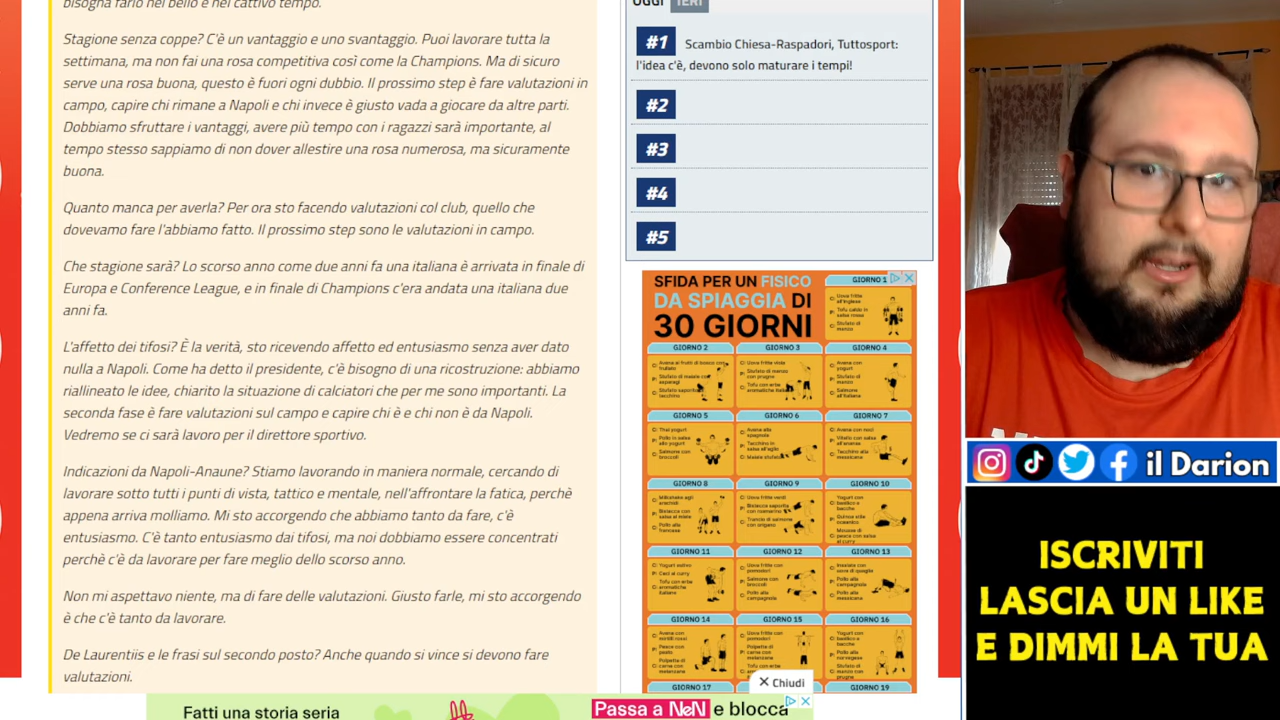 bisogna farlo nel bello e nel cattivo tempo.
Stagione senza coppe? C'è un vantaggio e uno svantaggio. Puoi lavorare tutta la
settimana, ma non fai una rosa competitiva così come la Champions. Ma di sicuro
serve una rosa buona, questo è fuori ogni dubbio. Il prossimo step è fare valutazioni in
campo, capire chi rimane a Napoli e chi invece è giusto vada a giocare da altre parti.
Dobbiamo sfruttare i vantaggi, avere più tempo con i ragazzi sarà importante, al
tempo stesso sappiamo di non dover allestire una rosa numerosa, ma sicuramente
buona.
Quanto manca per averla? Per ora sto facendo valutazioni col club, quello che
dovevamo fare l'abbiamo fatto. Il prossimo step sono le valutazioni in campo.
Che stagione sarà? Lo scorso anno come due anni fa una italiana è arrivata in finale di
Europa e Conference League, e in finale di Champions c'era andata una italiana due
anni fa.
L'affetto dei tifosi? È la verità, sto ricevendo affetto ed entusiasmo senza aver dato
nulla a Napoli. Come ha detto il presidente, c'è bisogno di una ricostruzione: abbiamo
delineato e fatto, chiarito la situazione di calciatori che per me sono importanti. La
seconda fase è fare valutazioni sul campo e capire chi è e chi non è da Napoli.
Vedremo se ci sarà lavoro per il direttore sportivo.
Indicazioni da Napoli-Anaune? Stiamo lavorando in maniera normale, cercando di
lavorare sotto tutti i punti di vista, tattico e mentale, nell'affrontare la fatica, perchè
appena arrivo molliamo. Mi sto accorgendo che abbiamo tanto da fare, c'è
entusiasmo. C'è tanto entusiasmo dai tifosi, ma noi dobbiamo essere concentrati
perchè c'è da lavorare per fare meglio dello scorso anno.
Non mi aspetto nomi, ma di fare delle valutazioni. Giusto farle, mi sto accorgendo
è che c'è tanto da lavorare.
De Laurentiis e le frasi sul secondo posto? Anche quando si vince si devono fare
valutazioni.
OGGI IERI
#1 Scambio Chiesa-Raspadori, Tuttosport:
l'idea c'è, devono solo maturare i tempi!
#2
#3
#4
#5
SFIDA PER UN FISICO
DA SPIAGGIA DI
30 GIORNI
GIORNO 1
GIORNO 2
GIORNO 3
GIORNO 4
GIORNO 5
GIORNO 6
GIORNO 7
GIORNO 8
GIORNO 9
GIORNO 10
GIORNO 11
GIORNO 12
GIORNO 13
GIORNO 14
GIORNO 15
GIORNO 16
GIORNO 17
GIORNO 19
Chiudi
Fatti una storia seria
Passa a NeN e blocca
il Darion
ISCRIVITI
LASCIA UN LIKE
E DIMMI LA TUA